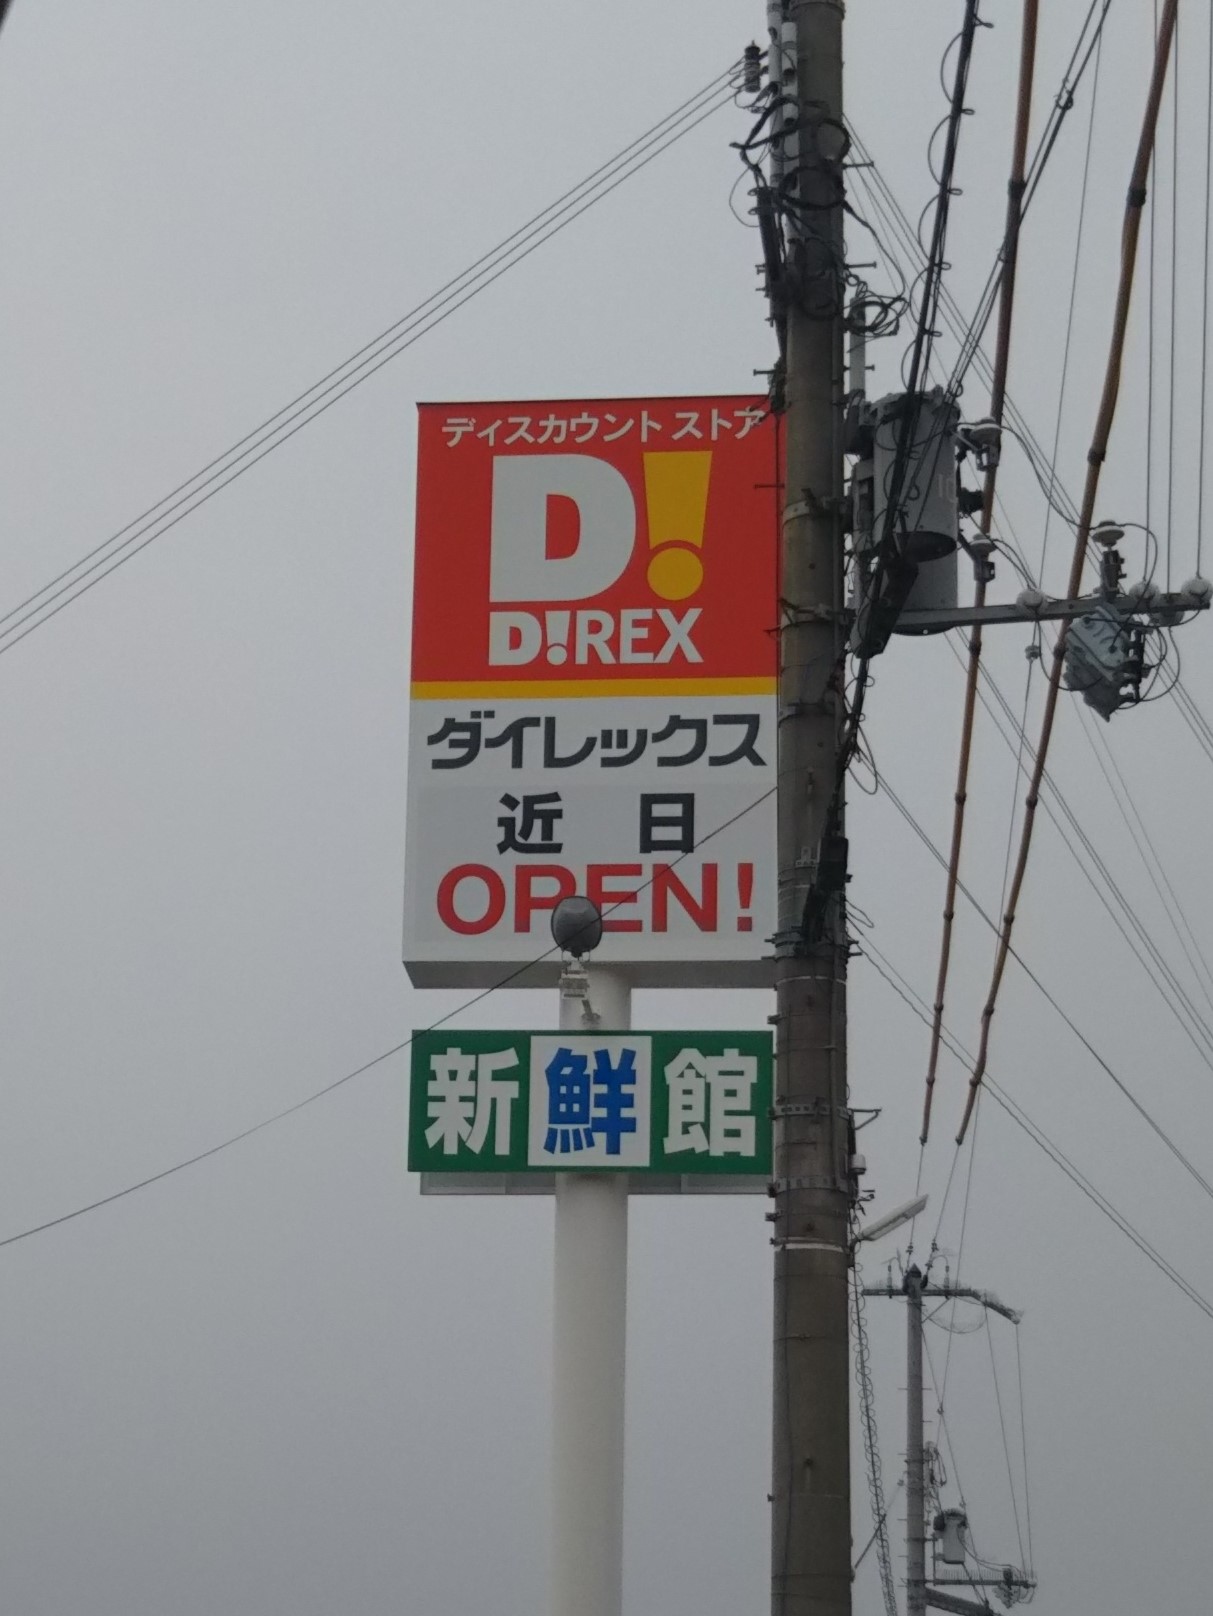 ディスカウント ストア
D!
D!REX
ダイレックス
近 日
OPEN!
新鮮館